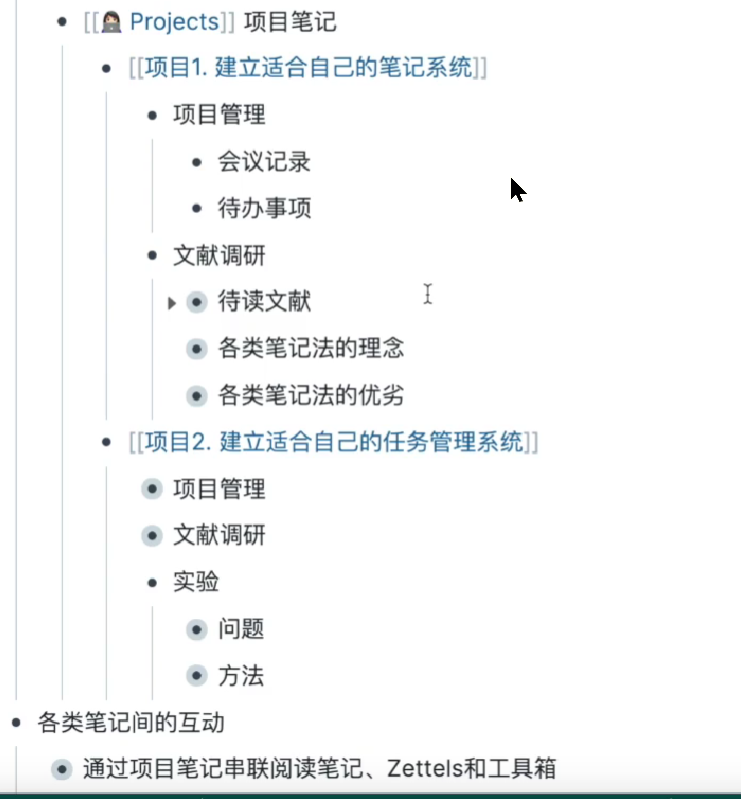 [[👩🏻‍💻 Projects]] 项目笔记
[[项目1. 建立适合自己的笔记系统]]
项目管理
会议记录
待办事项
文献调研
待读文献
各类笔记法的理念
各类笔记法的优劣
[[项目2. 建立适合自己的任务管理系统]]
项目管理
文献调研
实验
问题
方法
各类笔记间的互动
通过项目笔记串联阅读笔记、Zettels和工具箱